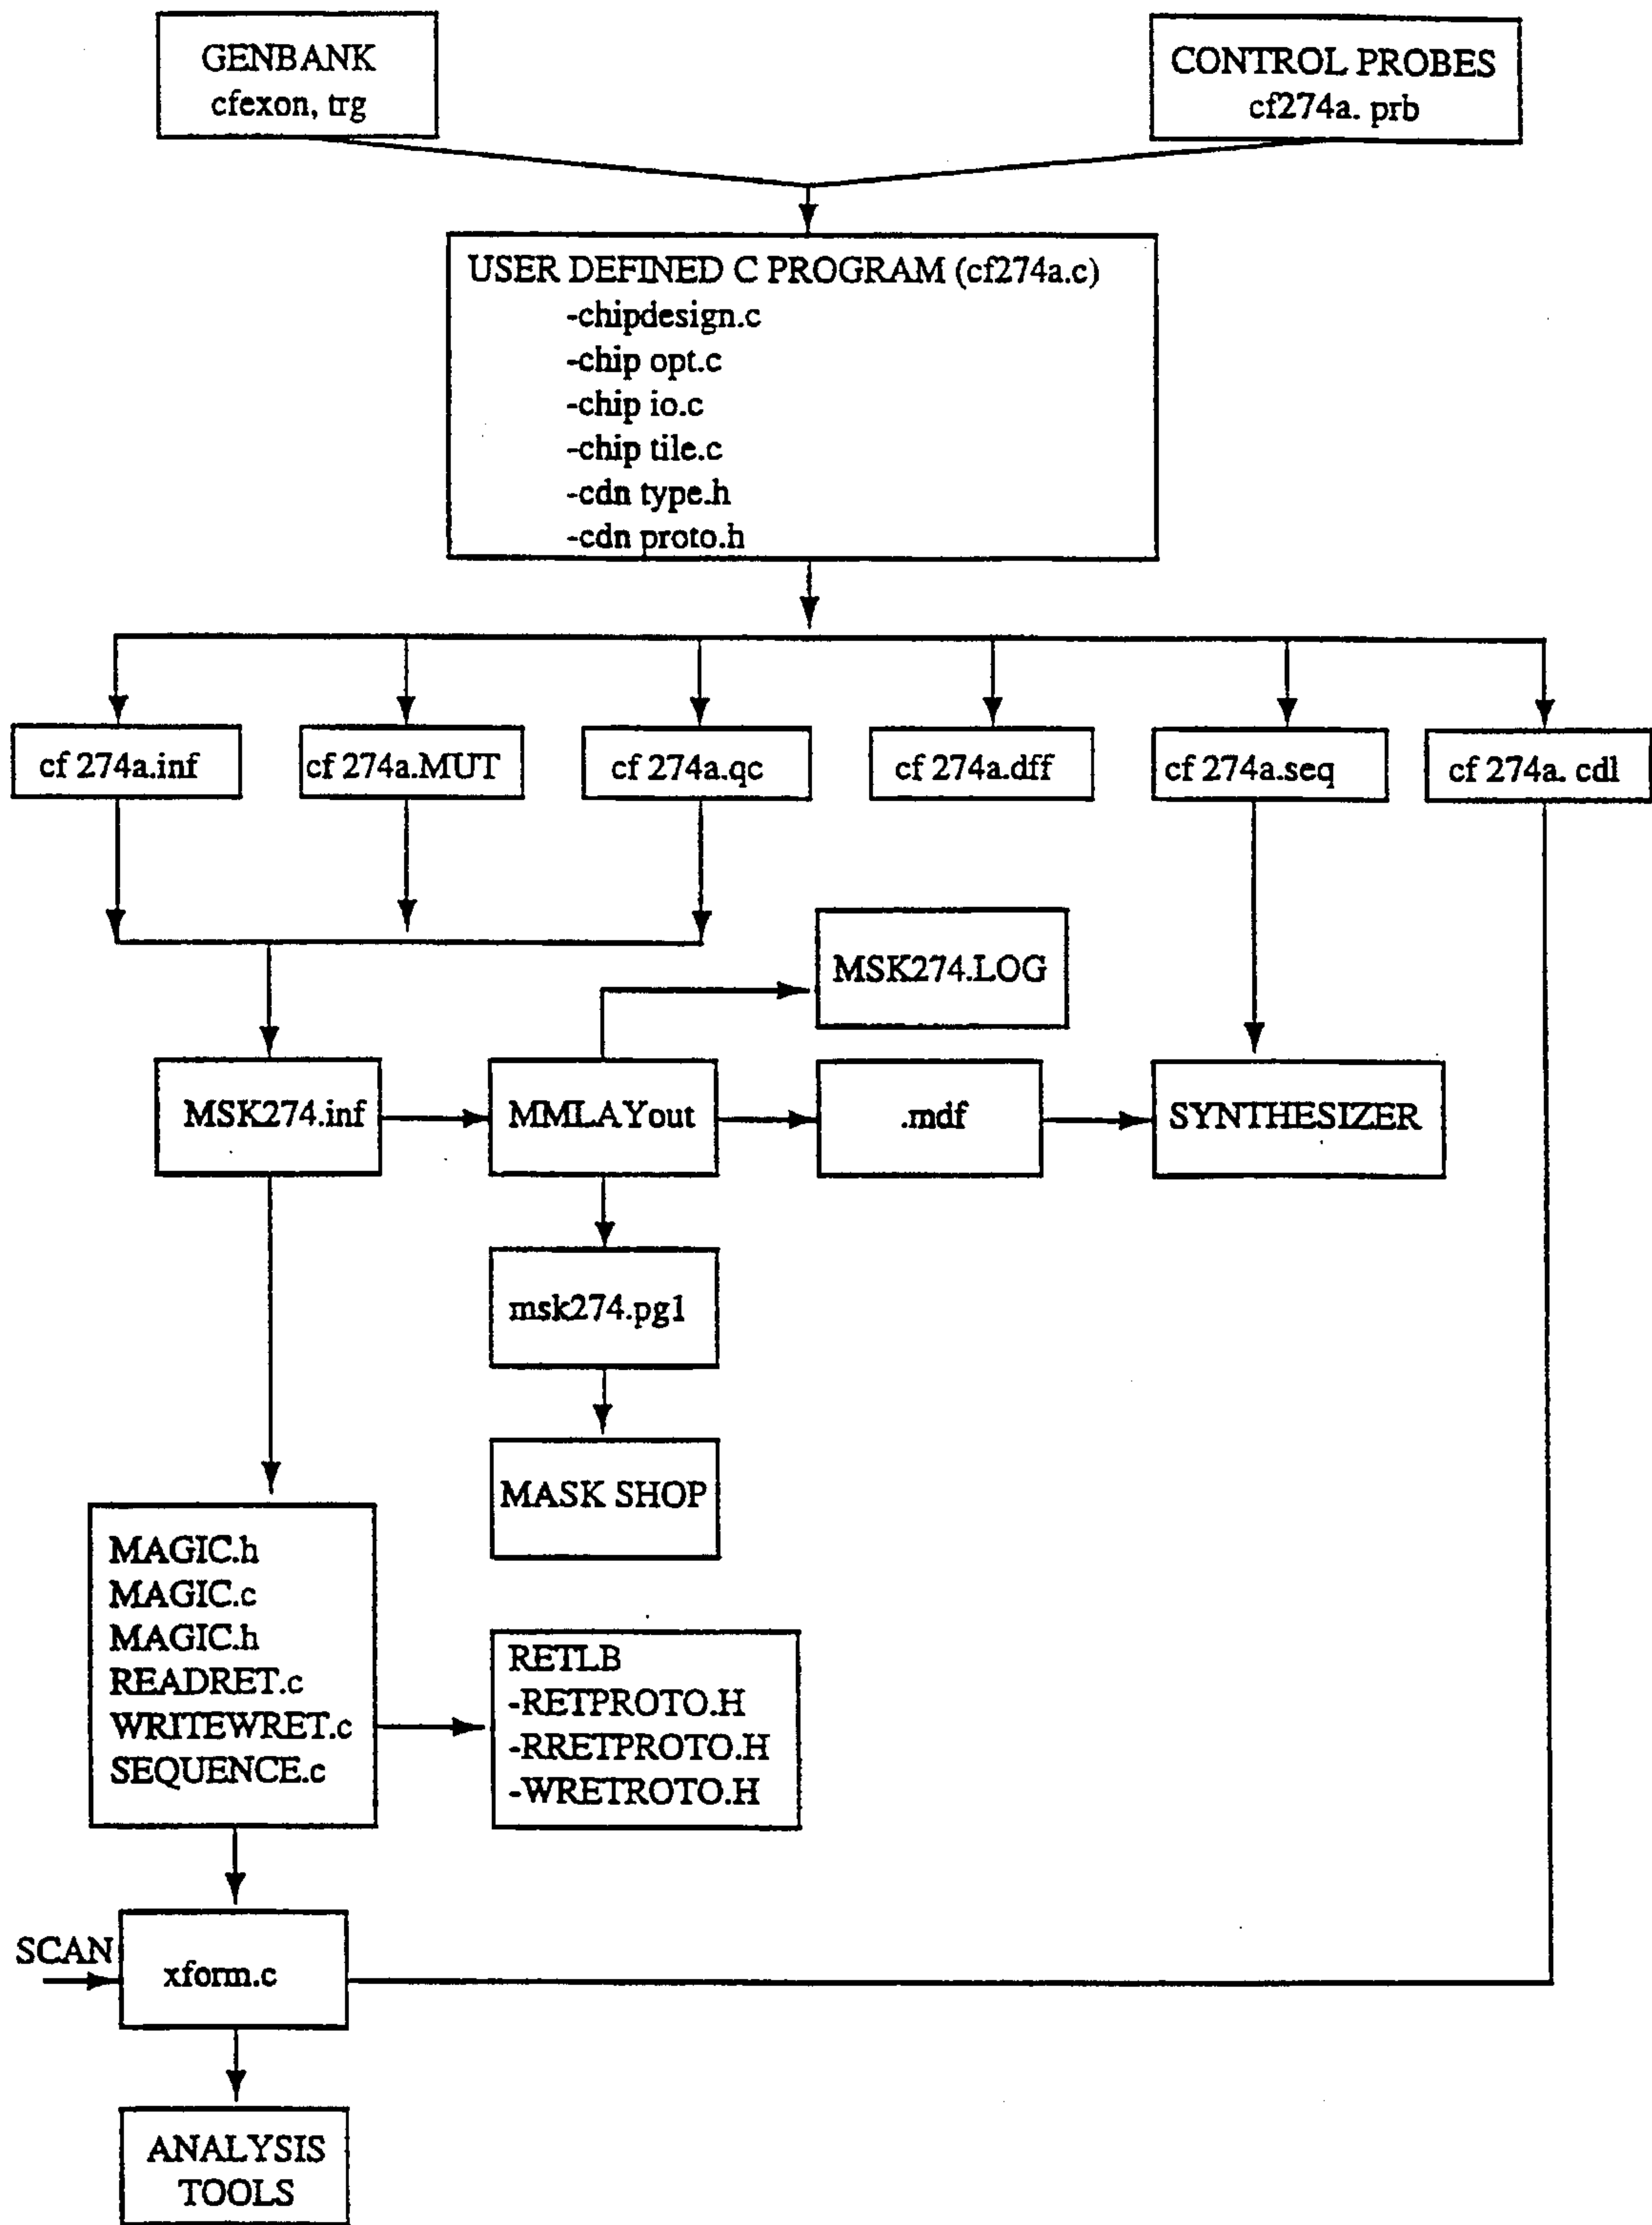 GENBANK
cfexon, trg
CONTROL PROBES
cf274a. prb
USER DEFINED C PROGRAM (cf274a.c)
-chipdesign.c
-chip opt.c
-chip io.c
-chip tile.c
-cdn type.h
-cdn proto.h
cf 274a.inf
cf 274a.MUT
cf 274a.qc
cf 274a.dff
cf 274a.seq
cf 274a. cdl
MSK274.LOG
MSK274.inf
MMLAYout
.mdf
SYNTHESIZER
msk274.pg1
MASK SHOP
MAGIC.h
MAGIC.c
MAGIC.h
READRET.c
WRITEWRET.c
SEQUENCE.c
RETLB
-RETPROTO.H
-RRETPROTO.H
-WRETROTO.H
SCAN
xform.c
ANALYSIS
TOOLS